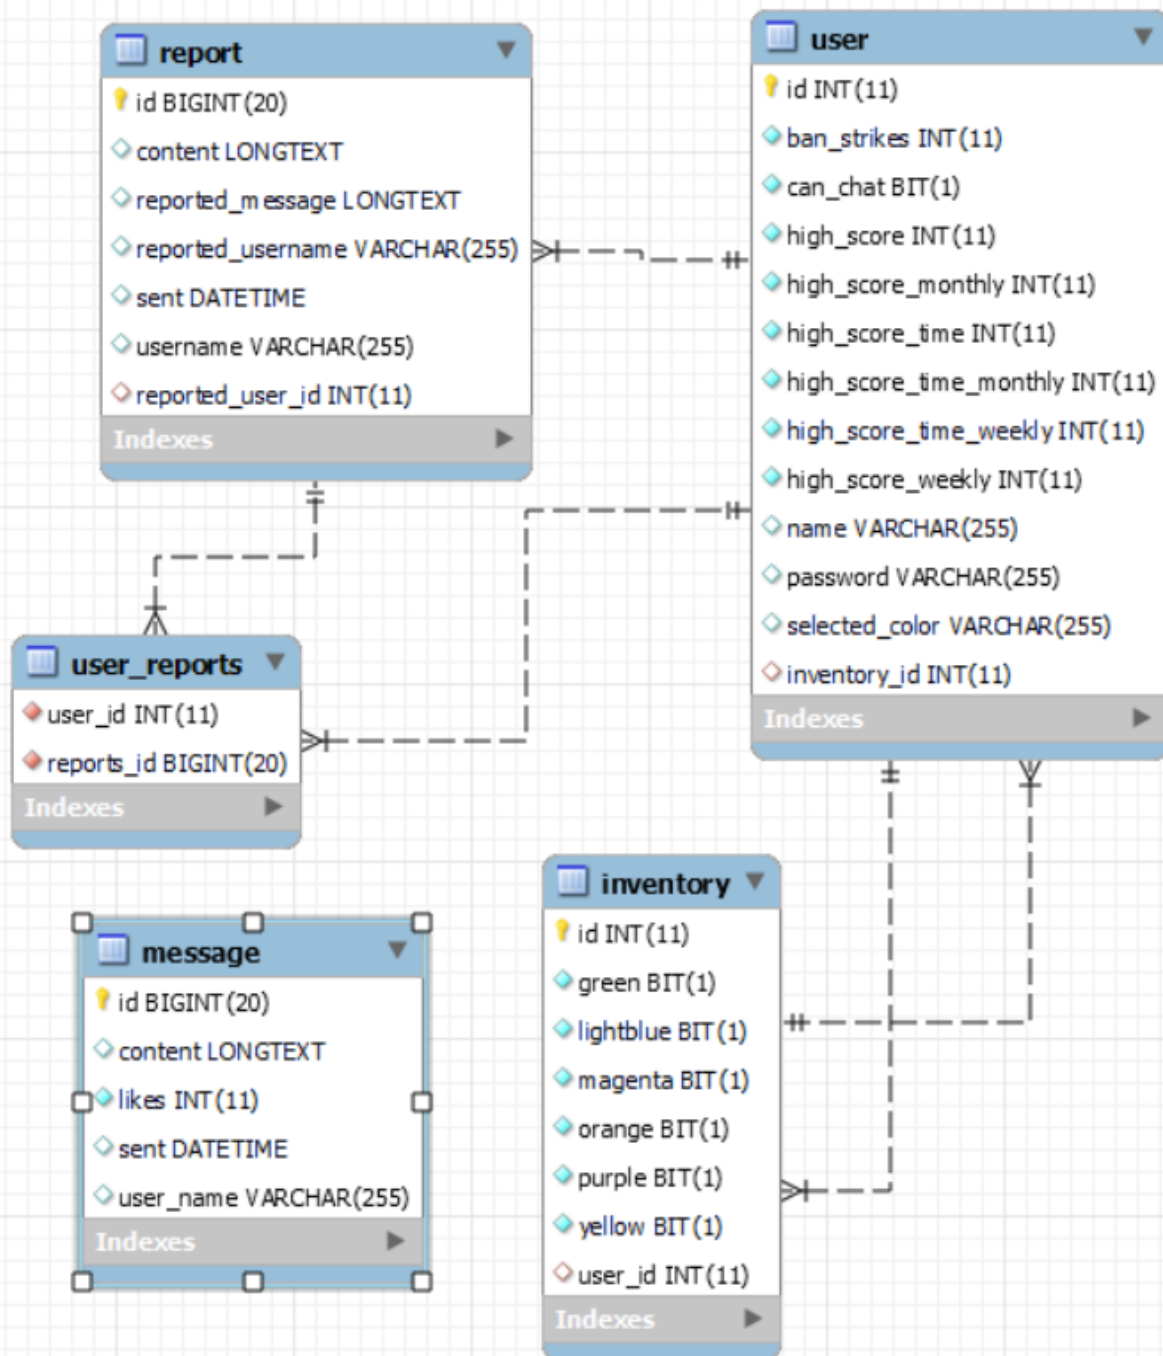 report
id BIGINT(20)
content LONGTEXT
reported_message LONGTEXT
reported_username VARCHAR(255)
sent DATETIME
username VARCHAR(255)
reported_user_id INT(11)
Indexes
user
id INT(11)
ban_strikes INT(11)
can_chat BIT(1)
high_score INT(11)
high_score_monthly INT(11)
high_score_time INT(11)
high_score_time_monthly INT(11)
high_score_time_weekly INT(11)
high_score_weekly INT(11)
name VARCHAR(255)
password VARCHAR(255)
selected_color VARCHAR(255)
inventory_id INT(11)
Indexes
user_reports
user_id INT(11)
reports_id BIGINT(20)
Indexes
message
id BIGINT(20)
content LONGTEXT
likes INT(11)
sent DATETIME
user_name VARCHAR(255)
Indexes
inventory
id INT(11)
green BIT(1)
lightblue BIT(1)
magenta BIT(1)
orange BIT(1)
purple BIT(1)
yellow BIT(1)
user_id INT(11)
Indexes